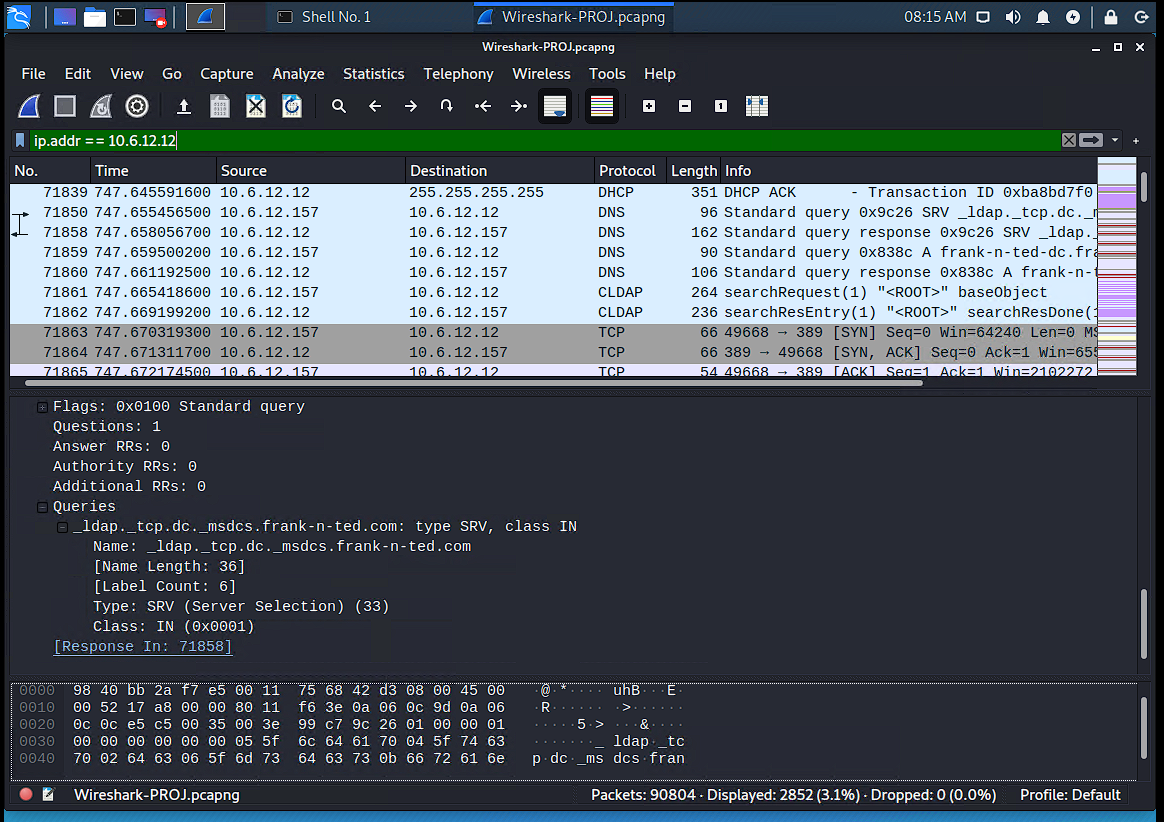 Shell No. 1
Wireshark-PROJ.pcapng
08:15 AM
Wireshark-PROJ.pcapng
File Edit View Go Capture Analyze Statistics Telephony Wireless Tools Help
ip.addr == 10.6.12.12
No. Time Source Destination Protocol Length Info
71839 747.645591600 10.6.12.12 255.255.255.255 DHCP 351 DHCP ACK - Transaction ID 0xba8bd7f0
71850 747.655456500 10.6.12.157 10.6.12.12 DNS 96 Standard query 0x9c26 SRV _ldap._tcp.dc._
71858 747.658056700 10.6.12.12 10.6.12.157 DNS 162 Standard query response 0x9c26 SRV _ldap._
71859 747.659500200 10.6.12.157 10.6.12.12 DNS 90 Standard query 0x838c A frank-n-ted-dc.fra
71860 747.661192500 10.6.12.12 10.6.12.157 DNS 106 Standard query response 0x838c A frank-n-t
71861 747.665418600 10.6.12.157 10.6.12.12 CLDAP 264 searchRequest(1) "<ROOT>" baseObject
71862 747.669199200 10.6.12.12 10.6.12.157 CLDAP 236 searchResEntry(1) "<ROOT>" searchResDone(1
71863 747.670319300 10.6.12.157 10.6.12.12 TCP 66 49668 → 389 [SYN] Seq=0 Win=64240 Len=0 MS
71864 747.671311700 10.6.12.12 10.6.12.157 TCP 66 389 → 49668 [SYN, ACK] Seq=0 Ack=1 Win=655
71865 747.672174500 10.6.12.157 10.6.12.12 TCP 54 49668 → 389 [ACK] Seq=1 Ack=1 Win=2102272
Flags: 0x0100 Standard query
Questions: 1
Answer RRs: 0
Authority RRs: 0
Additional RRs: 0
Queries
_ldap._tcp.dc._msdcs.frank-n-ted.com: type SRV, class IN
Name: _ldap._tcp.dc._msdcs.frank-n-ted.com
[Name Length: 36]
[Label Count: 6]
Type: SRV (Server Selection) (33)
Class: IN (0x0001)
[Response In: 71858]
0000 98 40 bb 2a f7 e5 00 11 75 68 42 d3 08 00 45 00 ·@·*····uhB···E·
0010 00 52 17 a8 00 00 80 11 f6 3e 0a 06 0c 9d 0a 06 ·R·······>······
0020 0c 0c e5 c5 00 35 00 3e 99 c7 9c 26 01 00 00 01 ·····5·>···&····
0030 00 00 00 00 00 00 05 5f 6c 64 61 70 04 5f 74 63 ·······_ldap·_tc
0040 70 02 64 63 06 5f 6d 73 64 63 73 0b 66 72 61 6e p·dc·_msdcs·fran
Wireshark-PROJ.pcapng Packets: 90804 · Displayed: 2852 (3.1%) · Dropped: 0 (0.0%) Profile: Default